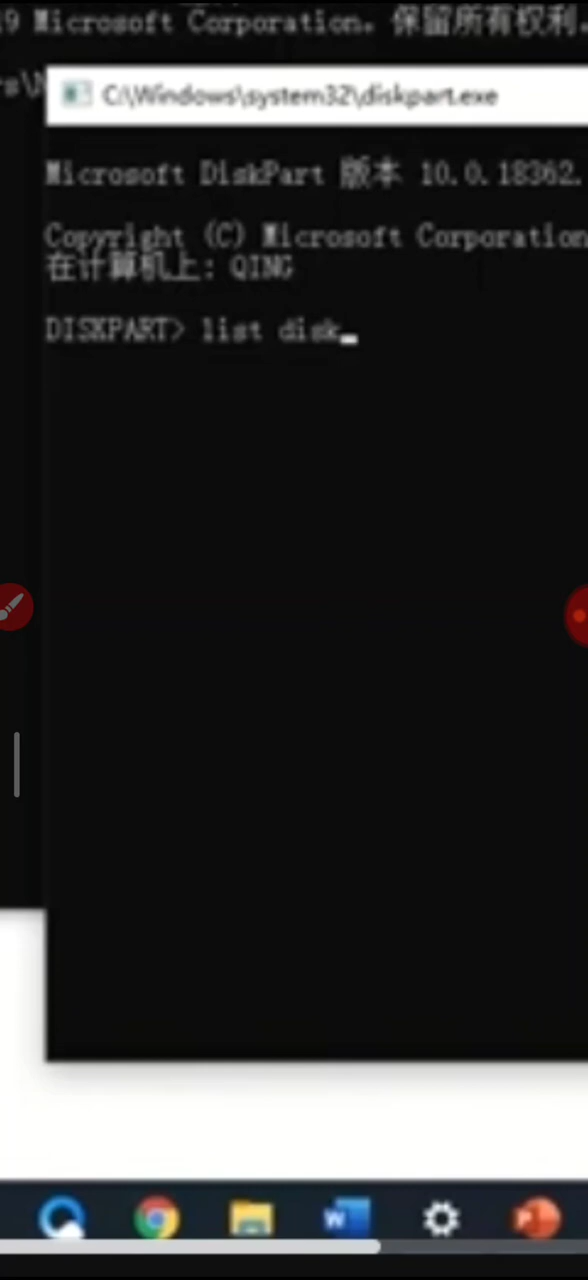 19 Microsoft Corporation。保留所有权利。
C:\Windows\system32\diskpart.exe
Microsoft DiskPart 版本 10.0.18362.
Copyright (C) Microsoft Corporation
在计算机上: QING
DISKPART> list disk